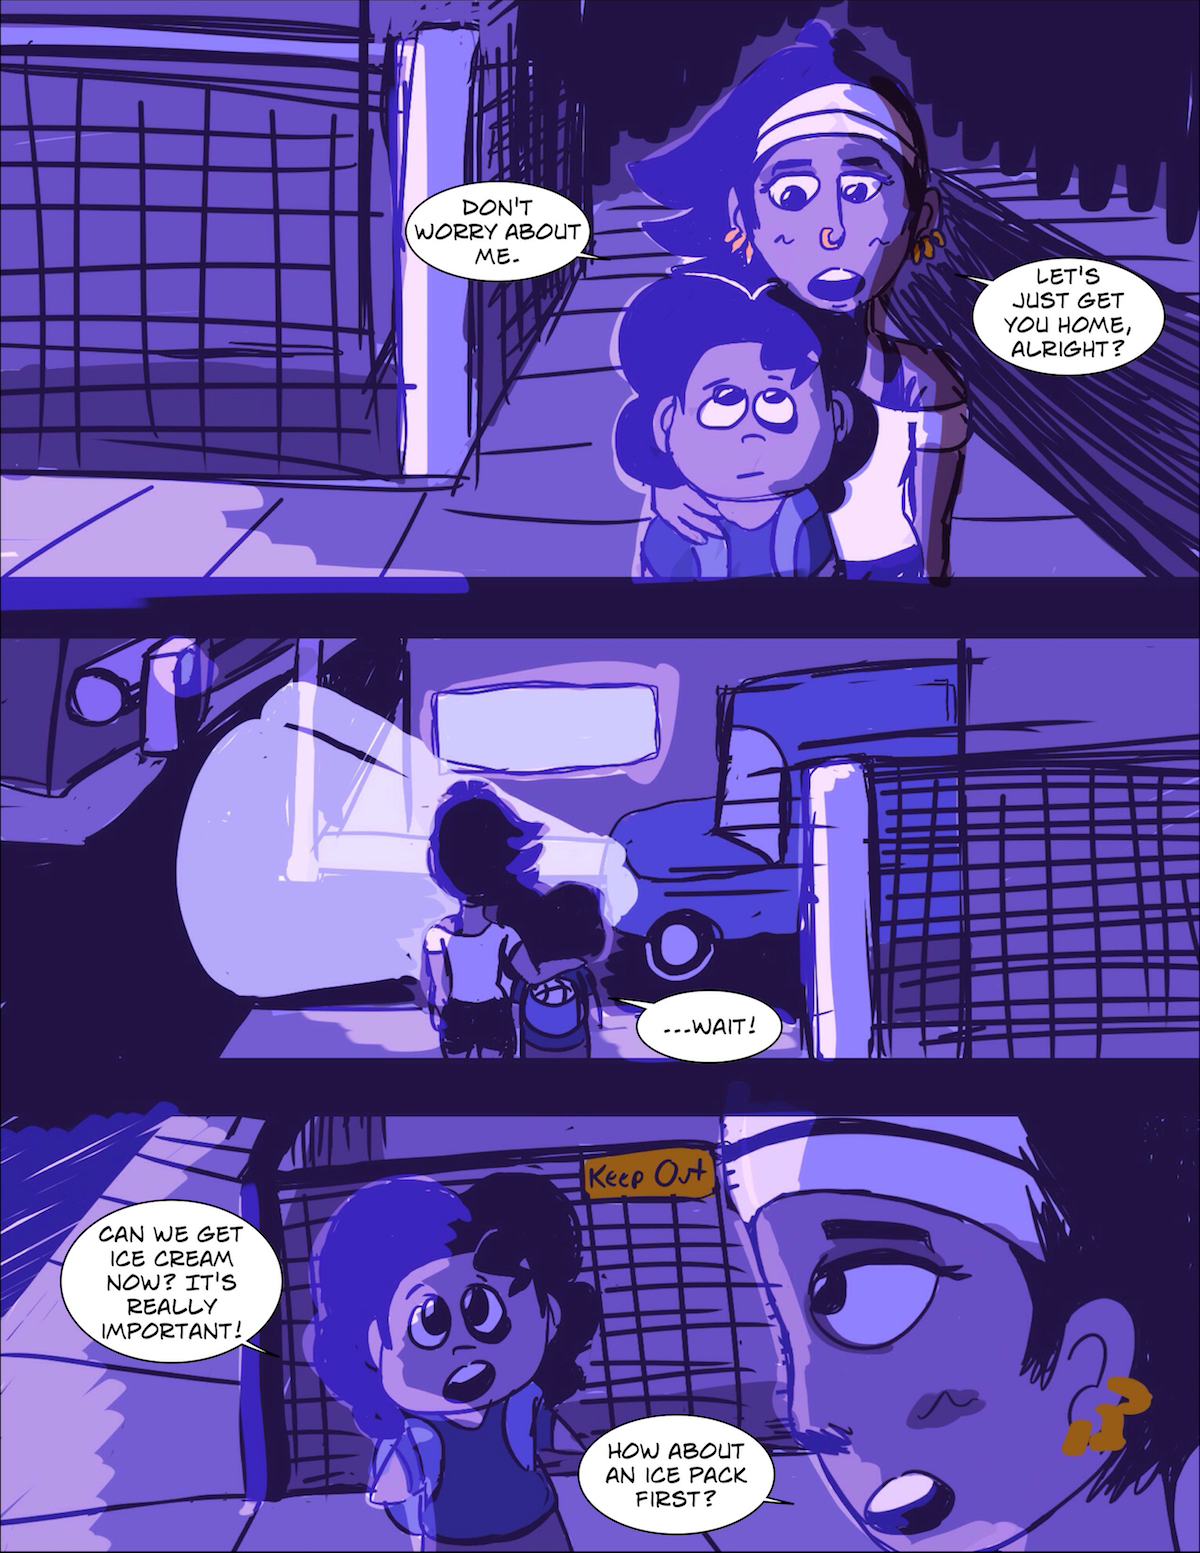 DON'T
WORRY ABOUT
ME.
LET'S
JUST GET
YOU HOME,
ALRIGHT?
...WAIT!
CAN WE GET
ICE CREAM
NOW? IT'S
REALLY
IMPORTANT!
KEEP OUT
HOW ABOUT
AN ICE PACK
FIRST?